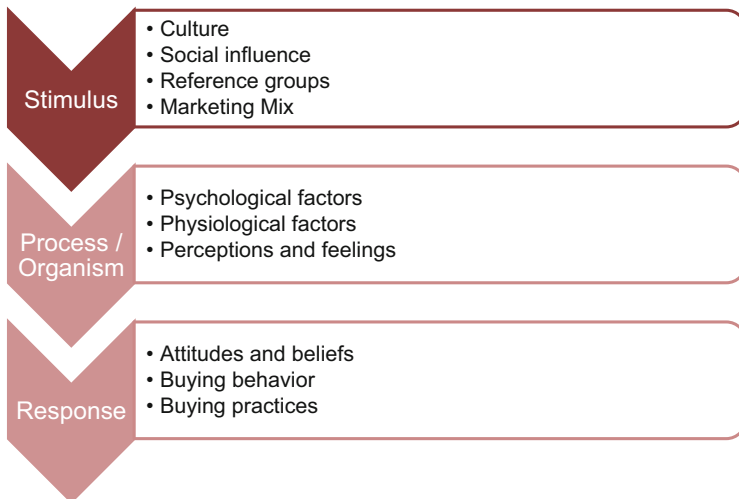 Stimulus
• Culture
• Social influence
• Reference groups
• Marketing Mix
Process /
Organism
• Psychological factors
• Physiological factors
• Perceptions and feelings
Response
• Attitudes and beliefs
• Buying behavior
• Buying practices